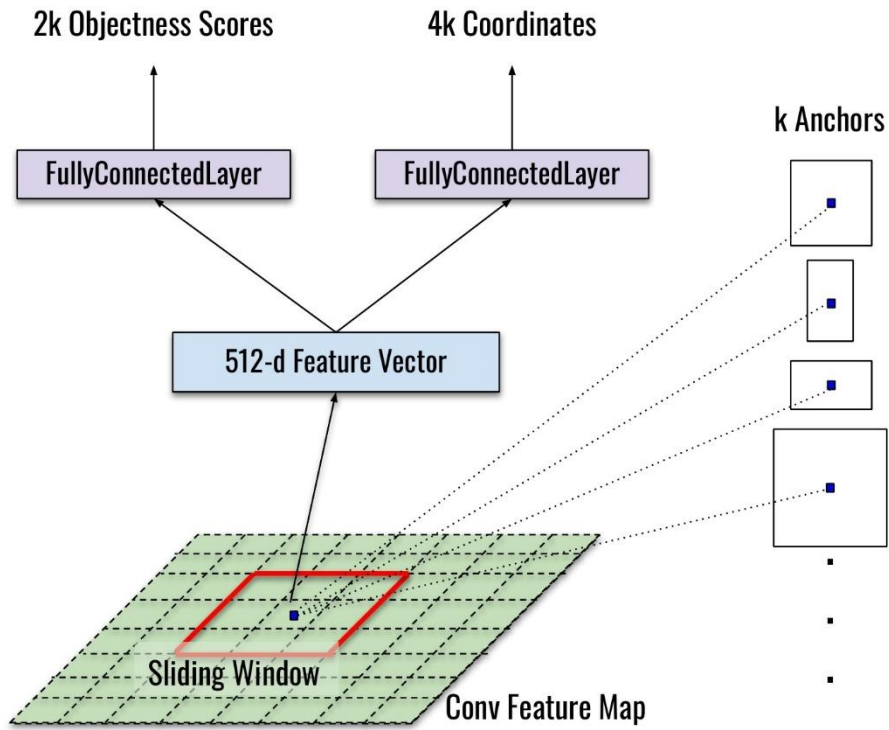 2k Objectness Scores
4k Coordinates
k Anchors
FullyConnectedLayer
FullyConnectedLayer
512-d Feature Vector
Sliding Window
Conv Feature Map